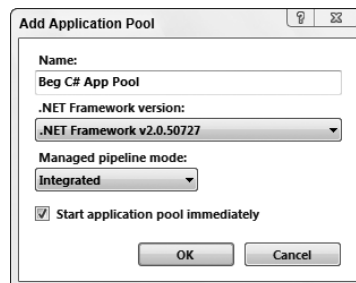 Add Application Pool
Name:
Beg C# App Pool
.NET Framework version:
.NET Framework v2.0.50727
Managed pipeline mode:
Integrated
Start application pool immediately
OK
Cancel